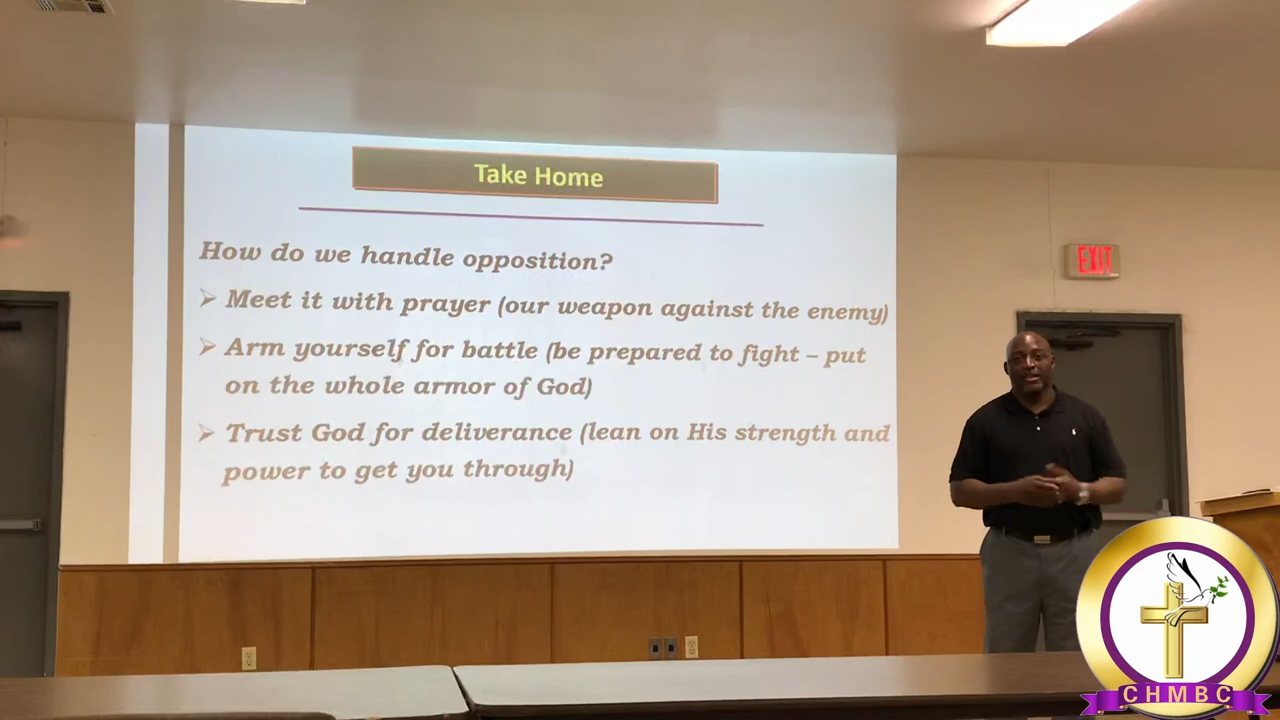 Take Home
How do we handle opposition?
➢ Meet it with prayer (our weapon against the enemy)
➢ Arm yourself for battle (be prepared to fight – put
on the whole armor of God)
➢ Trust God for deliverance (lean on His strength and
power to get you through)
EXIT
CHMBC